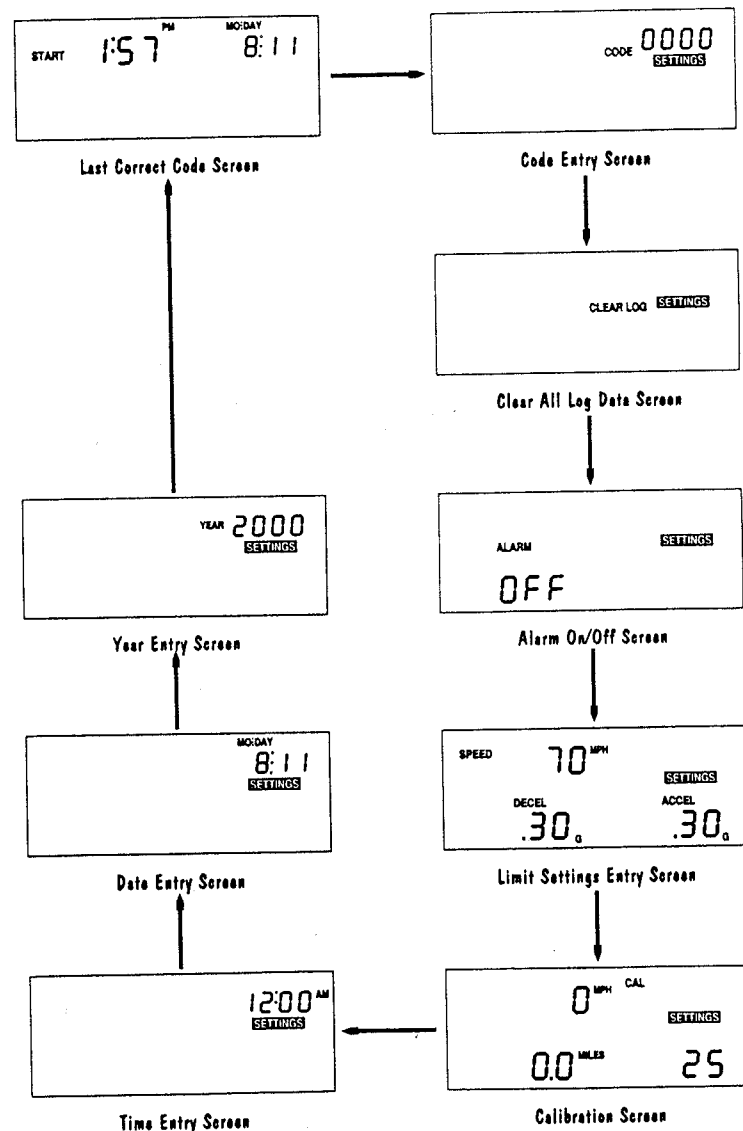 START 1:57 PM MO:DAY 8:11
Last Correct Code Screen
CODE 0000
SETTINGS
Code Entry Screen
CLEAR LOG SETTINGS
Clear All Log Data Screen
ALARM SETTINGS
OFF
Alarm On/Off Screen
SPEED 70 MPH
SETTINGS
DECEL ACCEL
.30 G .30 G
Limit Settings Entry Screen
0 MPH CAL
SETTINGS
0.0 MILES 25
Calibration Screen
12:00 AM
SETTINGS
Time Entry Screen
MO:DAY
8:11
SETTINGS
Date Entry Screen
YEAR 2000
SETTINGS
Year Entry Screen